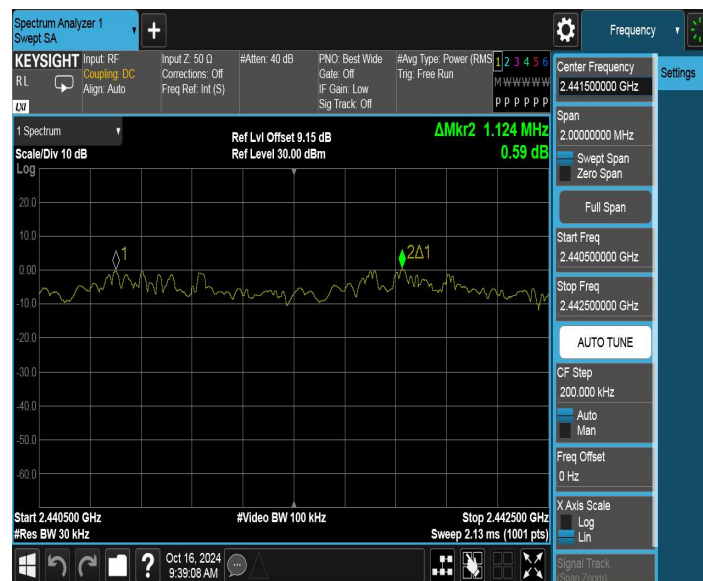 Spectrum Analyzer 1
Swept SA
Frequency
KEYSIGHT
RL
LXI
Input: RF
Coupling: DC
Align: Auto
Input Z: 50 Ω
Corrections: Off
Freq Ref: Int (S)
#Atten: 40 dB
PNO: Best Wide
Gate: Off
IF Gain: Low
Sig Track: Off
#Avg Type: Power (RMS
Trig: Free Run
1 2 3 4 5 6
M W W W W W
P P P P P P
Settings
1 Spectrum
Scale/Div 10 dB
Log
Ref Lvl Offset 9.15 dB
Ref Level 30.00 dBm
ΔMkr2 1.124 MHz
0.59 dB
20.0
10.0
0.00
-10.0
-20.0
-30.0
-40.0
-50.0
-60.0
1
2Δ1
Start 2.440500 GHz
#Res BW 30 kHz
#Video BW 100 kHz
Stop 2.442500 GHz
Sweep 2.13 ms (1001 pts)
Center Frequency
2.441500000 GHz
Span
2.00000000 MHz
Swept Span
Zero Span
Full Span
Start Freq
2.440500000 GHz
Stop Freq
2.442500000 GHz
AUTO TUNE
CF Step
200.000 kHz
Auto
Man
Freq Offset
0 Hz
X Axis Scale
Log
Lin
Signal Track
(Span Zoom)
?
Oct 16, 2024
9:39:08 AM